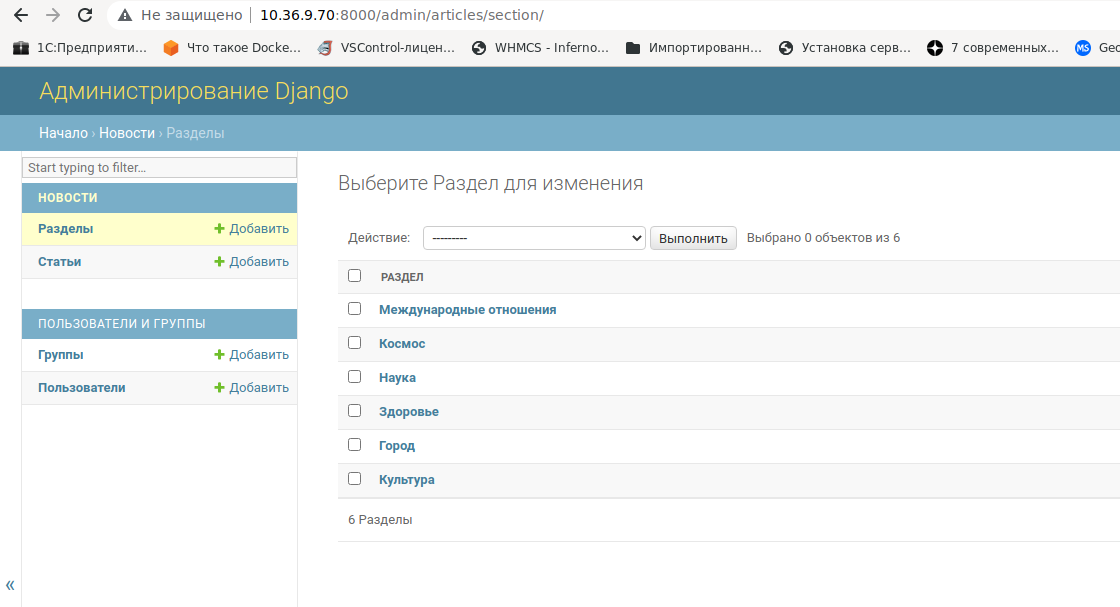 Не защищено 10.36.9.70:8000/admin/articles/section/
1С:Предприяти... Что такое Docke... VSControl-лицен... WHMCS - Inferno... Импортированн... Установка серв... 7 современных... MS Geo
Администрирование Django
Начало › Новости › Разделы
Start typing to filter...
НОВОСТИ
Разделы + Добавить
Статьи + Добавить
ПОЛЬЗОВАТЕЛИ И ГРУППЫ
Группы + Добавить
Пользователи + Добавить
«
Выберите Раздел для изменения
Действие: --------- Выполнить Выбрано 0 объектов из 6
РАЗДЕЛ
Международные отношения
Космос
Наука
Здоровье
Город
Культура
6 Разделы